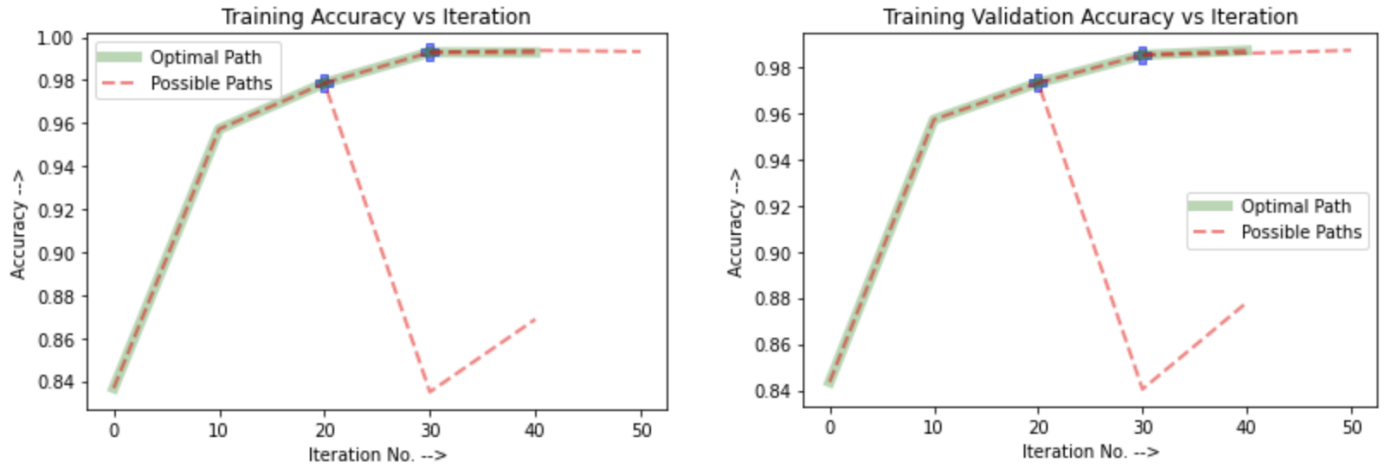 Training Accuracy vs Iteration
1.00
0.98
0.96
0.94
0.92
0.90
0.88
0.86
0.84
Accuracy -->
Optimal Path
Possible Paths
0 10 20 30 40 50
Iteration No. -->
Training Validation Accuracy vs Iteration
0.98
0.96
0.94
0.92
0.90
0.88
0.86
0.84
Accuracy -->
Optimal Path
Possible Paths
0 10 20 30 40 50
Iteration No. -->